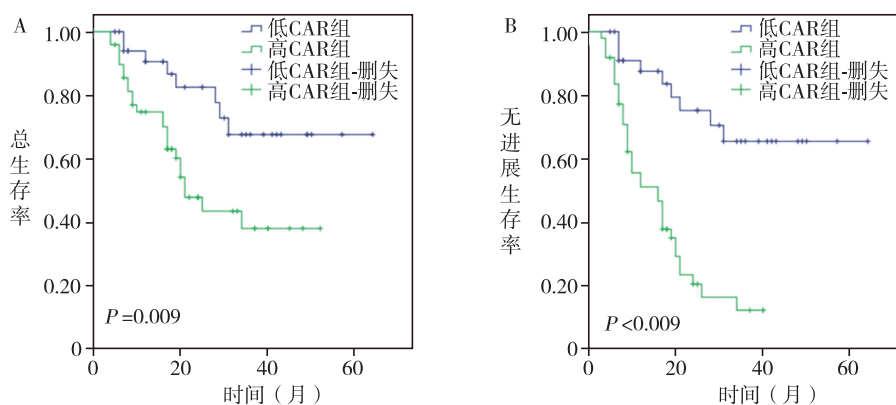 A
1.00
0.80
0.60
0.40
0.20
0
0
20
40
60
总生存率
时间（月）
低CAR组
高CAR组
低CAR组-删失
高CAR组-删失
P=0.009
B
1.00
0.80
0.60
0.40
0.20
0
0
20
40
60
无进展生存率
时间（月）
低CAR组
高CAR组
低CAR组-删失
高CAR组-删失
P<0.009